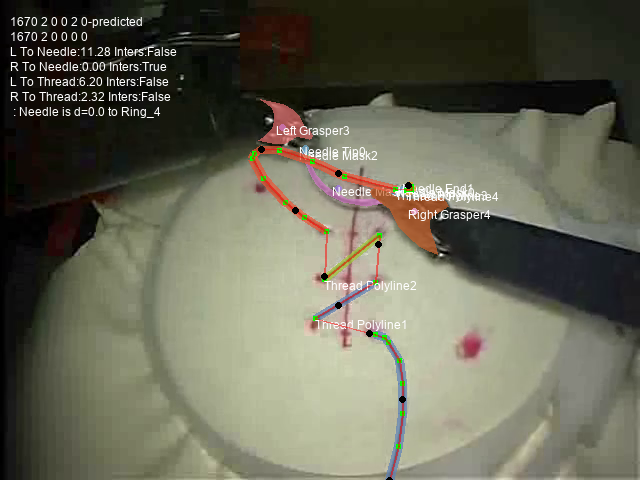 1670 2 0 0 2 0-predicted
1670 2 0 0 0 0
L To Needle:11.28 Inters:False
R To Needle:0.00 Inters:True
L To Thread:6.20 Inters:False
R To Thread:2.32 Inters:False
: Needle is d=0.0 to Ring_4
Left Grasper3
Needle Tip0
Needle Mask2
Needle End1
Needle
Right Grasper4
Thread Polyline2
Thread Polyline1